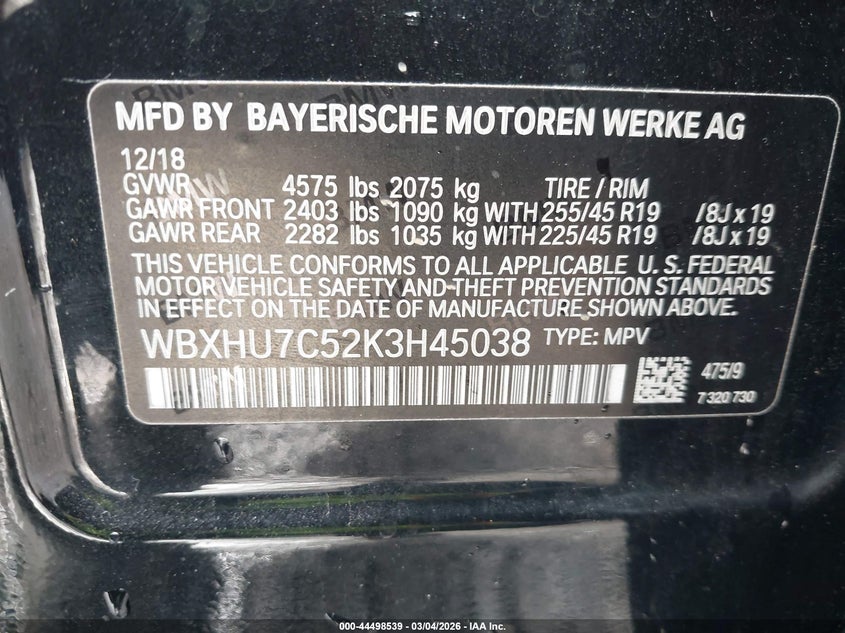 MFD BY BAYERISCHE MOTOREN WERKE AG
12/18
GVWR 4575 lbs 2075 kg TIRE / RIM
GAWR FRONT 2403 lbs 1090 kg WITH 255/45 R19 /8J x 19
GAWR REAR 2282 lbs 1035 kg WITH 225/45 R19 /8J x 19
THIS VEHICLE CONFORMS TO ALL APPLICABLE U. S. FEDERAL
MOTOR VEHICLE SAFETY AND THEFT PREVENTION STANDARDS
IN EFFECT ON THE DATE OF MANUFACTURE SHOWN ABOVE.
WBXHU7C52K3H45038 TYPE: MPV
475/9
7 320 730
000-44498539 - 03/04/2026 - IAA Inc.